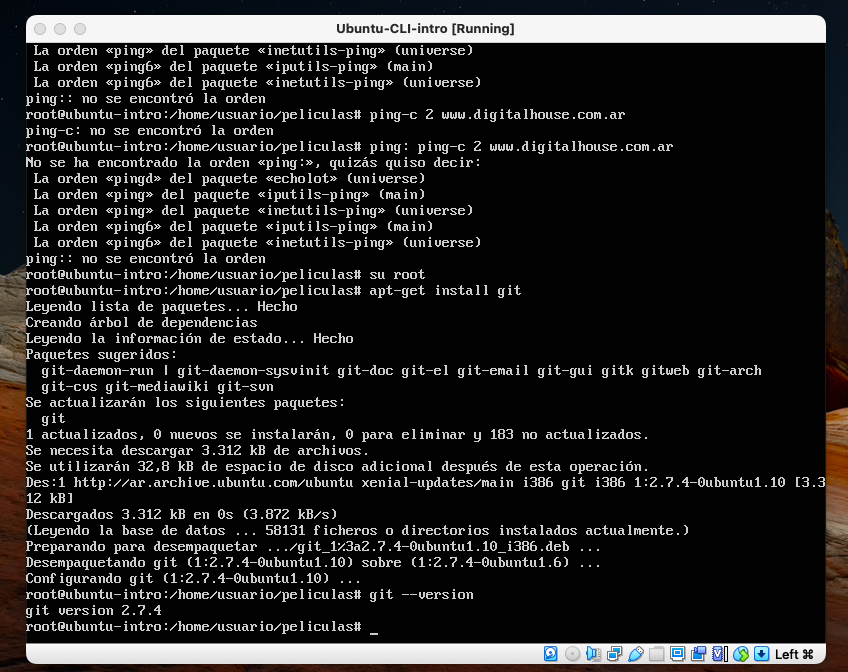 Ubuntu-CLI-intro [Running]
La orden «ping» del paquete «inetutils-ping» (universe)
La orden «ping6» del paquete «iputils-ping» (main)
La orden «ping6» del paquete «inetutils-ping» (universe)
ping:: no se encontró la orden
root@ubuntu-intro:/home/usuario/peliculas# ping-c 2 www.digitalhouse.com.ar
ping-c: no se encontró la orden
root@ubuntu-intro:/home/usuario/peliculas# ping: ping-c 2 www.digitalhouse.com.ar
No se ha encontrado la orden «ping:», quizás quiso decir:
La orden «pingd» del paquete «echolot» (universe)
La orden «ping» del paquete «iputils-ping» (main)
La orden «ping» del paquete «inetutils-ping» (universe)
La orden «ping6» del paquete «iputils-ping» (main)
La orden «ping6» del paquete «inetutils-ping» (universe)
ping:: no se encontró la orden
root@ubuntu-intro:/home/usuario/peliculas# su root
root@ubuntu-intro:/home/usuario/peliculas# apt-get install git
Leyendo lista de paquetes... Hecho
Creando árbol de dependencias
Leyendo la información de estado... Hecho
Paquetes sugeridos:
git-daemon-run | git-daemon-sysvinit git-doc git-el git-email git-gui gitk gitweb git-arch
git-cvs git-mediawiki git-svn
Se actualizarán los siguientes paquetes:
git
1 actualizados, 0 nuevos se instalarán, 0 para eliminar y 183 no actualizados.
Se necesita descargar 3.312 kB de archivos.
Se utilizarán 32,8 kB de espacio de disco adicional después de esta operación.
Des:1 http://ar.archive.ubuntu.com/ubuntu xenial-updates/main i386 git i386 1:2.7.4-0ubuntu1.10 [3.3
12 kB]
Descargados 3.312 kB en 0s (3.872 kB/s)
(Leyendo la base de datos ... 58131 ficheros o directorios instalados actualmente.)
Preparando para desempaquetar .../git_1%3a2.7.4-0ubuntu1.10_i386.deb ...
Desempaquetando git (1:2.7.4-0ubuntu1.10) sobre (1:2.7.4-0ubuntu1.6) ...
Configurando git (1:2.7.4-0ubuntu1.10) ...
root@ubuntu-intro:/home/usuario/peliculas# git --version
git version 2.7.4
root@ubuntu-intro:/home/usuario/peliculas# _
Left ⌘